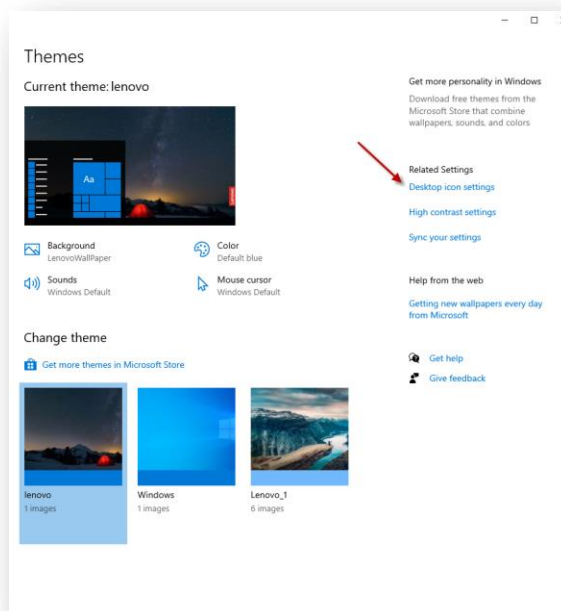 Themes
Current theme: lenovo
Aa
Background
LenovoWallPaper
Color
Default blue
Sounds
Windows Default
Mouse cursor
Windows Default
Change theme
Get more themes in Microsoft Store
lenovo
1 images
Windows
1 images
Lenovo_1
6 images
Get more personality in Windows
Download free themes from the
Microsoft Store that combine
wallpapers, sounds, and colors
Related Settings
Desktop icon settings
High contrast settings
Sync your settings
Help from the web
Getting new wallpapers every day
from Microsoft
Get help
Give feedback